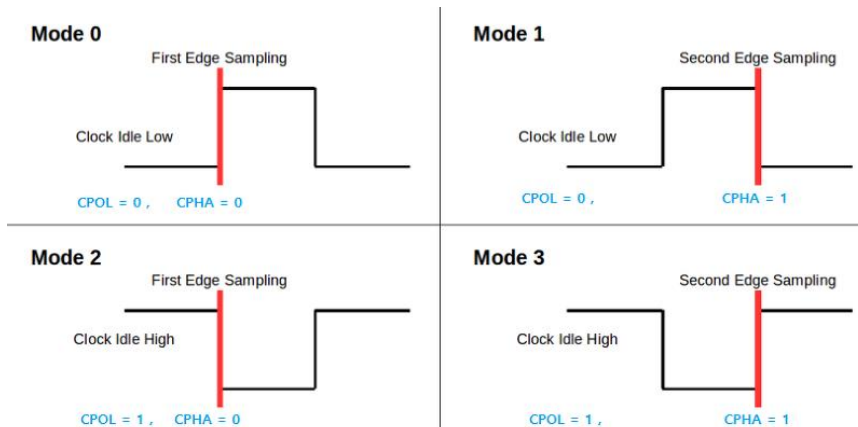 Mode 0
First Edge Sampling
Clock Idle Low
CPOL = 0 , CPHA = 0
Mode 1
Second Edge Sampling
Clock Idle Low
CPOL = 0 , CPHA = 1
Mode 2
First Edge Sampling
Clock Idle High
CPOL = 1 , CPHA = 0
Mode 3
Second Edge Sampling
Clock Idle High
CPOL = 1 , CPHA = 1